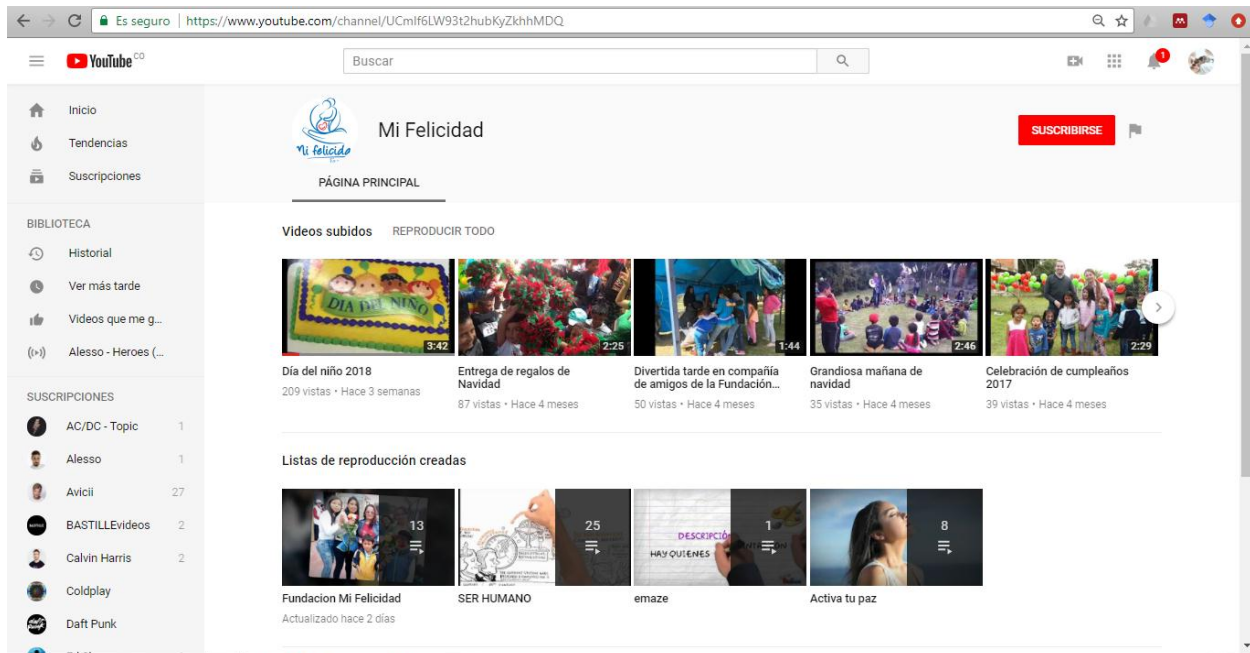 Es seguro | https://www.youtube.com/channel/UCmlf6LW93t2hubKyZkhhMDQ
YouTube CO
Buscar
1
Inicio
Tendencias
Suscripciones
BIBLIOTECA
Historial
Ver más tarde
Videos que me g...
Alesso - Heroes (...
SUSCRIPCIONES
AC/DC - Topic 1
Alesso 1
Avicii 27
BASTILLEvideos 2
Calvin Harris 2
Coldplay
Daft Punk
Mi felicida
Mi Felicidad
SUSCRIBIRSE
PÁGINA PRINCIPAL
Videos subidos REPRODUCIR TODO
DIA DEL NIÑO
3:42
2:25
1:44
2:46
2:29
Día del niño 2018
209 vistas • Hace 3 semanas
Entrega de regalos de
Navidad
87 vistas • Hace 4 meses
Divertida tarde en compañía
de amigos de la Fundación...
50 vistas • Hace 4 meses
Grandiosa mañana de
navidad
35 vistas • Hace 4 meses
Celebración de cumpleaños
2017
39 vistas • Hace 4 meses
Listas de reproducción creadas
13
25
DESCRIPCIÓ
HAY QUIENES
1
8
Fundacion Mi Felicidad
Actualizado hace 2 días
SER HUMANO
emaze
Activa tu paz